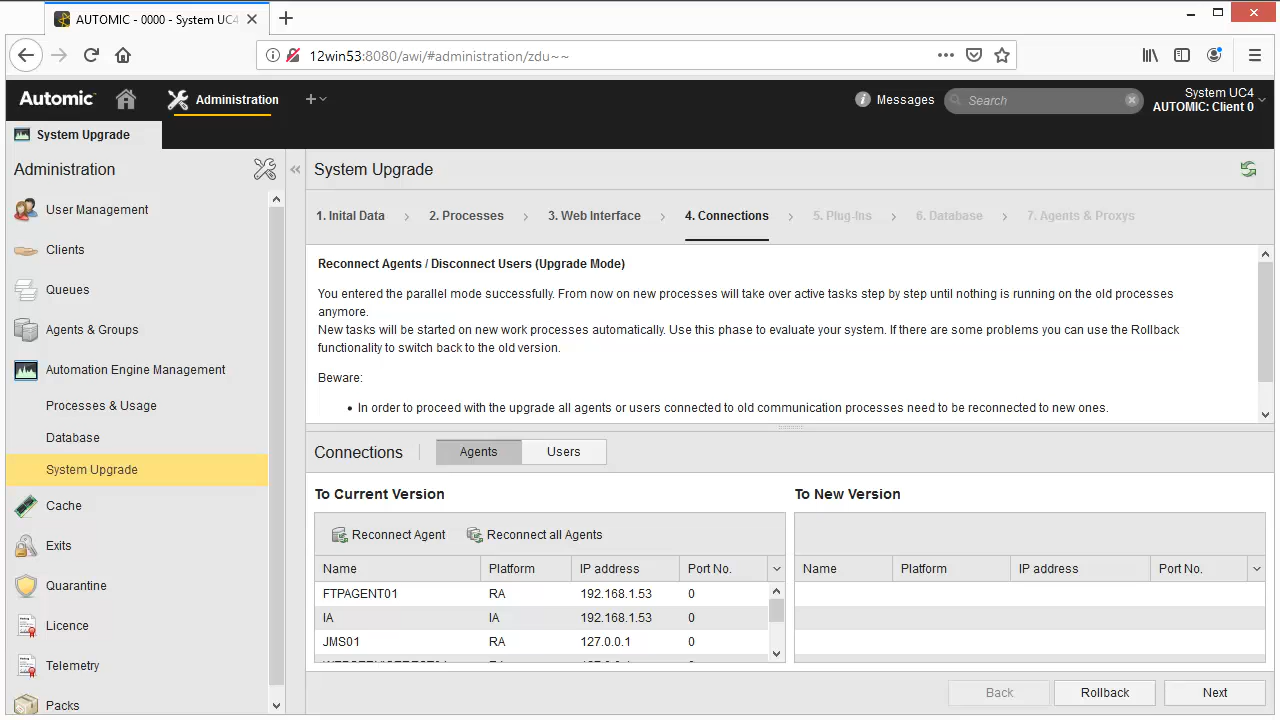 AUTOMIC - 0000 - System UC4
12win53:8080/awi/#administration/zdu~~
Automic
Administration
Messages
Search
System UC4
AUTOMIC: Client 0
System Upgrade
Administration
User Management
Clients
Queues
Agents & Groups
Automation Engine Management
Processes & Usage
Database
System Upgrade
Cache
Exits
Quarantine
Licence
Telemetry
Packs
System Upgrade
1. Inital Data > 2. Processes > 3. Web Interface > 4. Connections > 5. Plug-Ins > 6. Database > 7. Agents & Proxys
Reconnect Agents / Disconnect Users (Upgrade Mode)
You entered the parallel mode successfully. From now on new processes will take over active tasks step by step until nothing is running on the old processes
anymore.
New tasks will be started on new work processes automatically. Use this phase to evaluate your system. If there are some problems you can use the Rollback
functionality to switch back to the old version.
Beware:
• In order to proceed with the upgrade all agents or users connected to old communication processes need to be reconnected to new ones.
Connections Agents Users
To Current Version
Reconnect Agent Reconnect all Agents
Name Platform IP address Port No.
FTPAGENT01 RA 192.168.1.53 0
IA IA 192.168.1.53 0
JMS01 RA 127.0.0.1 0
To New Version
Name Platform IP address Port No.
Back Rollback Next